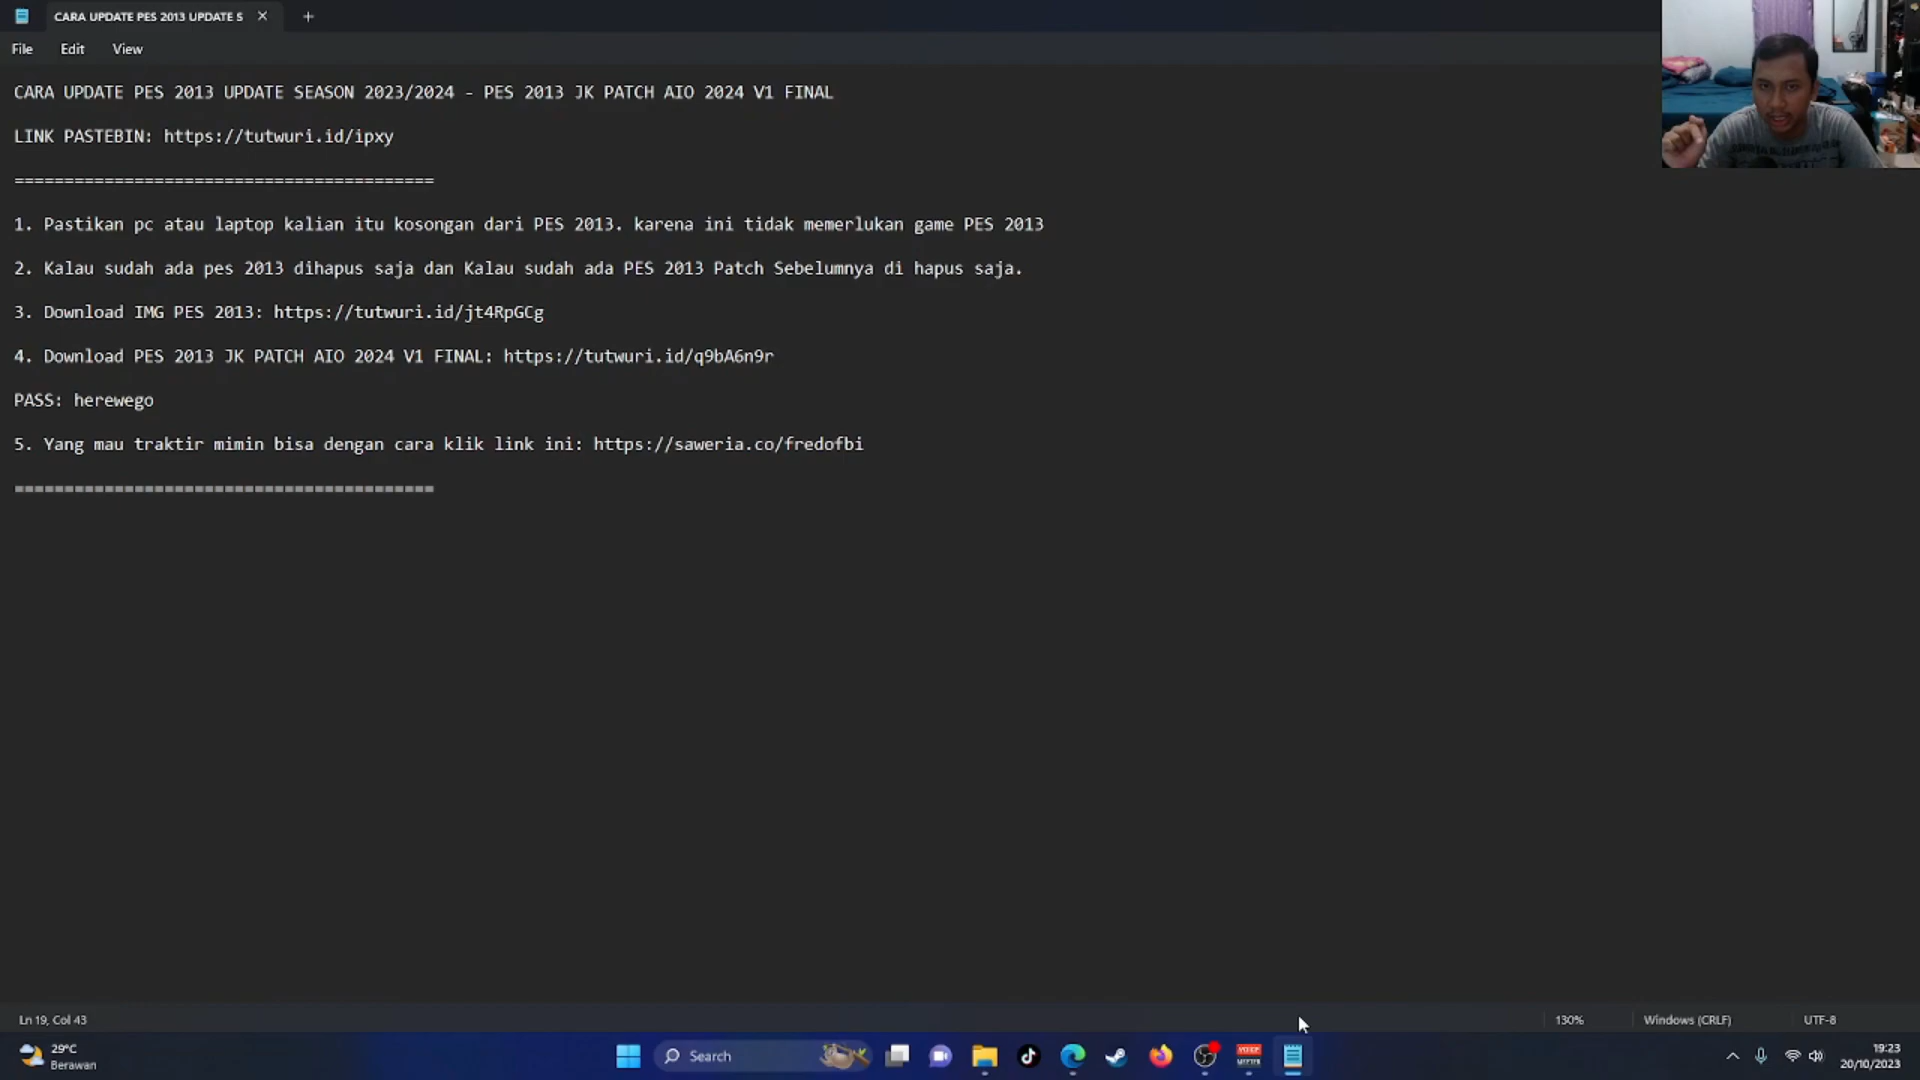 CARA UPDATE PES 2013 UPDATE S
File Edit View
CARA UPDATE PES 2013 UPDATE SEASON 2023/2024 - PES 2013 JK PATCH AIO 2024 V1 FINAL
LINK PASTEBIN: https://tutwuri.id/ipxy
==========================================
1. Pastikan pc atau laptop kalian itu kosongan dari PES 2013. karena ini tidak memerlukan game PES 2013
2. Kalau sudah ada pes 2013 dihapus saja dan Kalau sudah ada PES 2013 Patch Sebelumnya di hapus saja.
3. Download IMG PES 2013: https://tutwuri.id/jt4RpGCg
4. Download PES 2013 JK PATCH AIO 2024 V1 FINAL: https://tutwuri.id/q9bA6n9r
PASS: herewego
5. Yang mau traktir mimin bisa dengan cara klik link ini: https://saweria.co/fredofbi
==========================================
Ln 19, Col 43
130%
Windows (CRLF)
UTF-8
29°C
Berawan
Search
19:23
20/10/2023